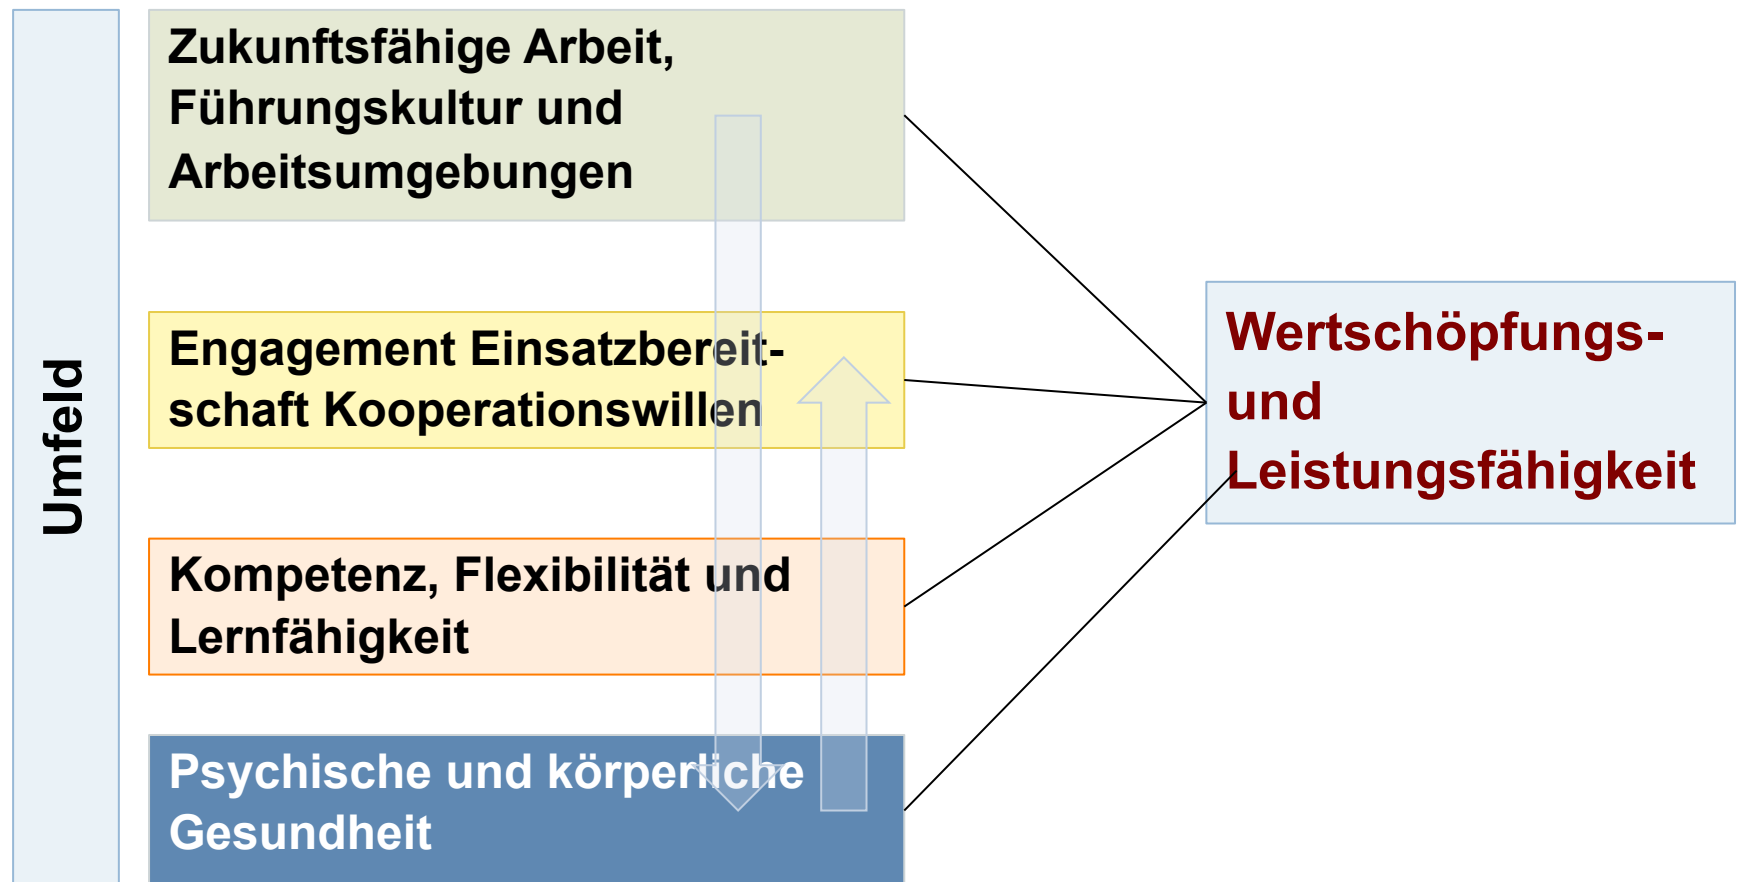 Umfeld
Zukunftsfähige Arbeit,
Führungskultur und
Arbeitsumgebungen
Engagement Einsatzbereit-
schaft Kooperationswillen
Kompetenz, Flexibilität und
Lernfähigkeit
Psychische und körperliche
Gesundheit
Wertschöpfungs-
und
Leistungsfähigkeit